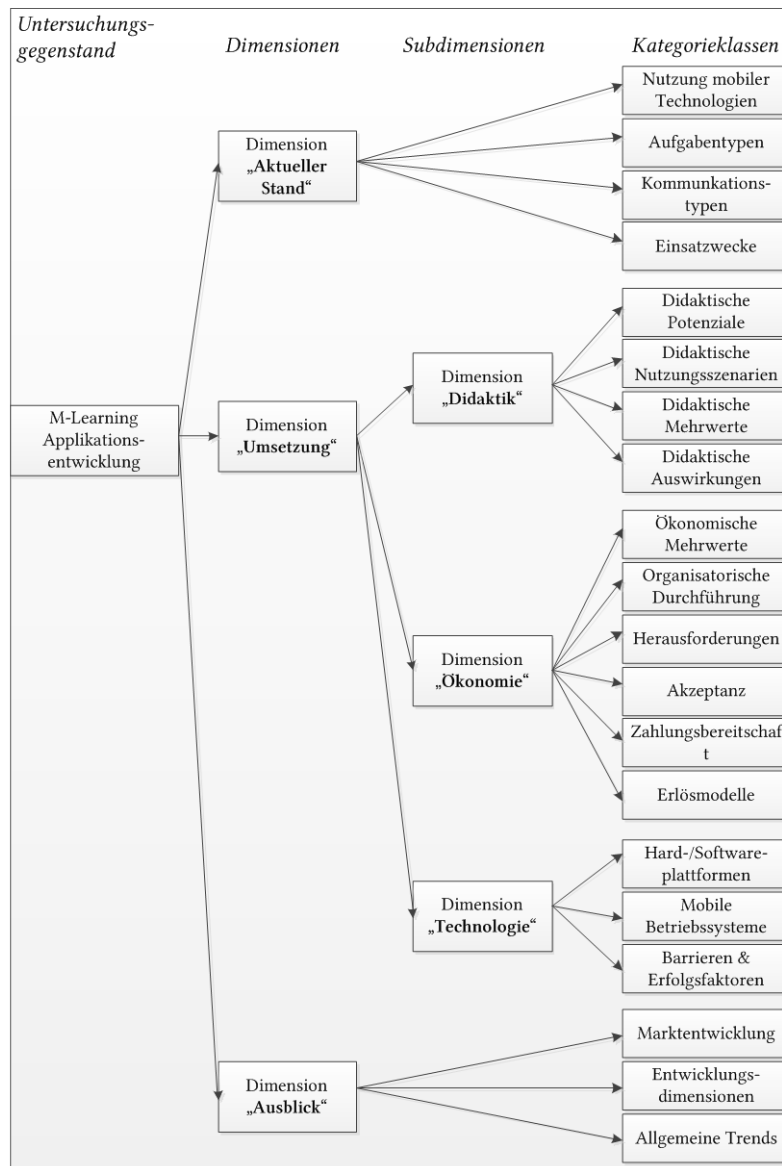 Untersuchungs-
gegenstand
Dimensionen
Subdimensionen
Kategorieklassen
Nutzung mobiler
Technologien
Dimension
„Aktueller
Stand“
Aufgabentypen
Kommunkations-
typen
Einsatzwecke
Didaktische
Potenziale
Dimension
„Didaktik“
Didaktische
Nutzungsszenarien
M-Learning
Applikations-
entwicklung
Dimension
„Umsetzung“
Didaktische
Mehrwerte
Didaktische
Auswirkungen
Ökonomische
Mehrwerte
Organisatorische
Durchführung
Dimension
„Ökonomie“
Herausforderungen
Akzeptanz
Zahlungsbereitschaf
t
Erlösmodelle
Hard-/Software-
plattformen
Dimension
„Technologie“
Mobile
Betriebssysteme
Barrieren &
Erfolgsfaktoren
Marktentwicklung
Dimension
„Ausblick“
Entwicklungs-
dimensionen
Allgemeine Trends